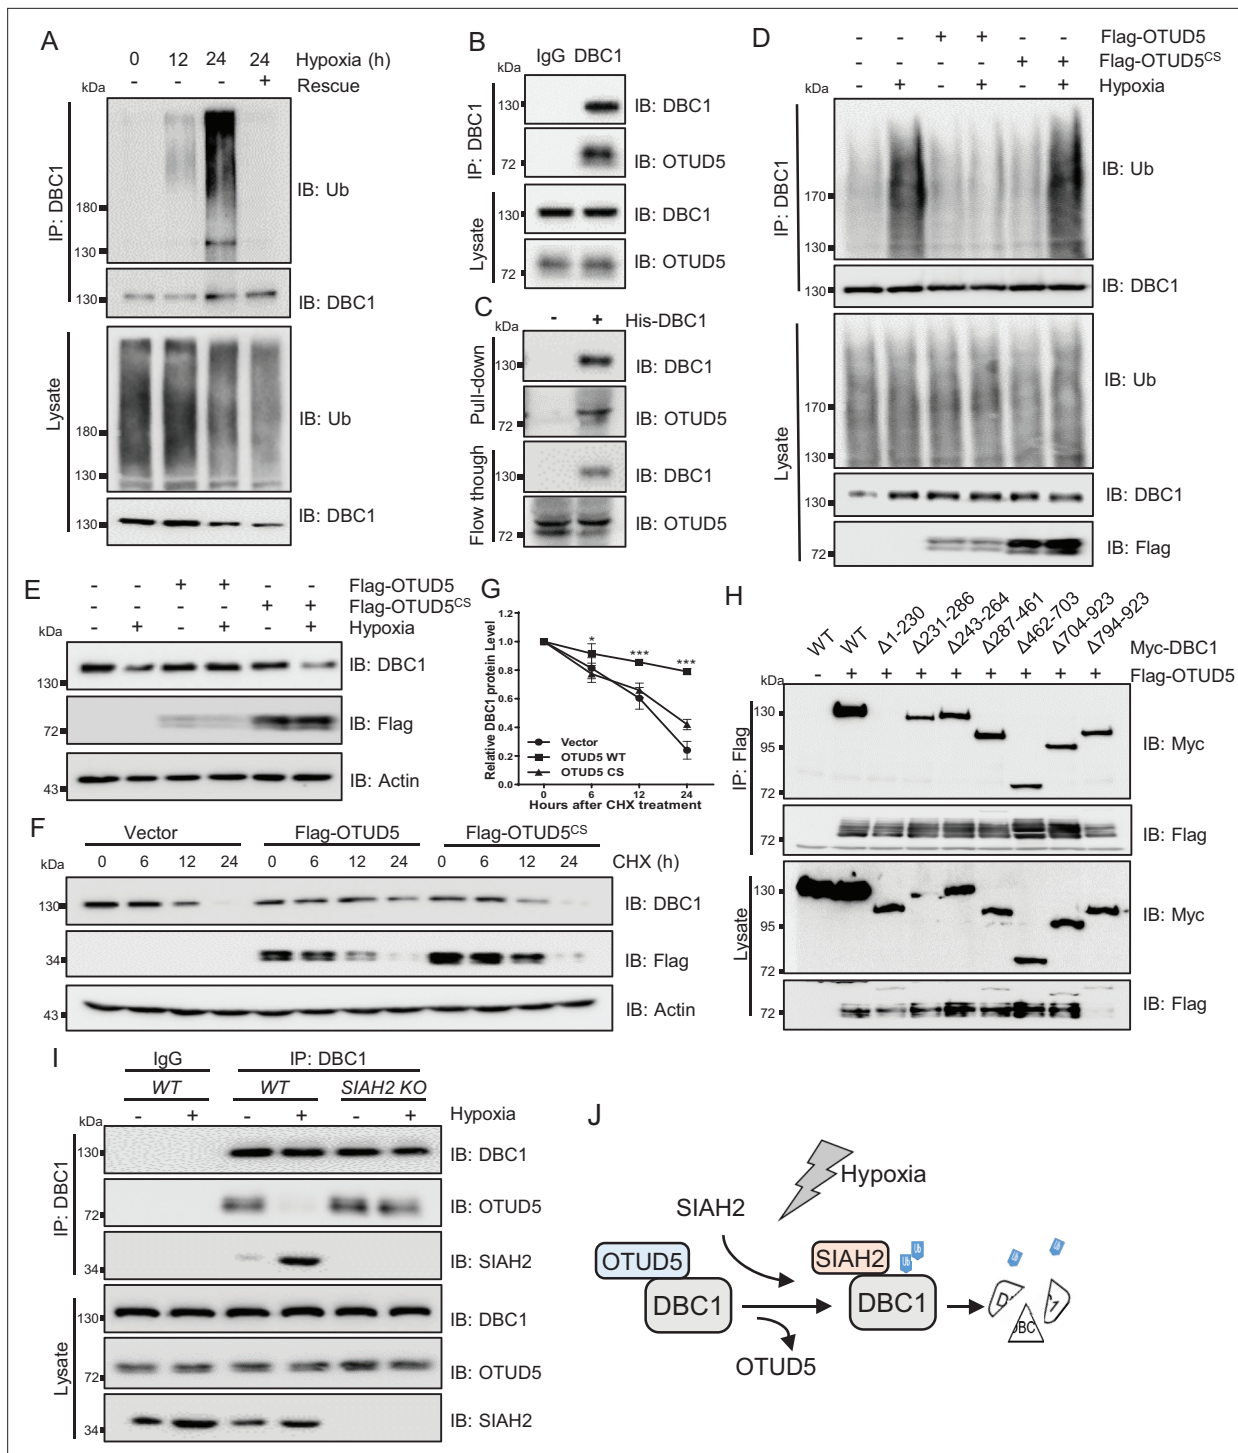 A
0 12 24 24 Hypoxia (h)
kDa - - - + Rescue
IP: DBC1
180
130
IB: Ub
130
IB: DBC1
Lysate
180
130
IB: Ub
130
IB: DBC1
B
IgG DBC1
kDa
IP: DBC1
130
IB: DBC1
72
IB: OTUD5
Lysate
130
IB: DBC1
72
IB: OTUD5
C
kDa - + His-DBC1
Pull-down
130
IB: DBC1
72
IB: OTUD5
Flow though
130
IB: DBC1
72
IB: OTUD5
D
- - + + - - Flag-OTUD5
- - - - + + Flag-OTUD5CS
kDa - + - - - + Hypoxia
IP: DBC1
170
130
IB: Ub
130
IB: DBC1
Lysate
170
130
IB: Ub
130
IB: DBC1
72
IB: Flag
E
- - + + - - Flag-OTUD5
- - - - + + Flag-OTUD5CS
kDa - + - + - + Hypoxia
130
IB: DBC1
72
IB: Flag
43
IB: Actin
F
Vector Flag-OTUD5 Flag-OTUD5CS
0 6 12 24 0 6 12 24 0 6 12 24 CHX (h)
kDa
130
IB: DBC1
34
IB: Flag
43
IB: Actin
G
Relative DBC1 protein Level
1.2
1.0
0.8
0.6
0.4
0.2
0.0
*
***
***
Vector
OTUD5 WT
OTUD5 CS
0 6 12 24
Hours after CHX treatment
H
WT WT Δ1-230 Δ231-286 Δ243-264 Δ287-461 Δ462-703 Δ704-923 Δ794-923 Myc-DBC1
- + + + + + + + + Flag-OTUD5
kDa
IP: Flag
130
95
72
IB: Myc
72
IB: Flag
Lysate
130
95
72
IB: Myc
72
IB: Flag
I
IgG IP: DBC1
WT WT SIAH2 KO
- + - + - + Hypoxia
kDa
IP: DBC1
130
IB: DBC1
72
IB: OTUD5
34
IB: SIAH2
Lysate
130
IB: DBC1
72
IB: OTUD5
34
IB: SIAH2
J
Hypoxia
SIAH2
OTUD5
DBC1
OTUD5
SIAH2
Ub
Ub
DBC1